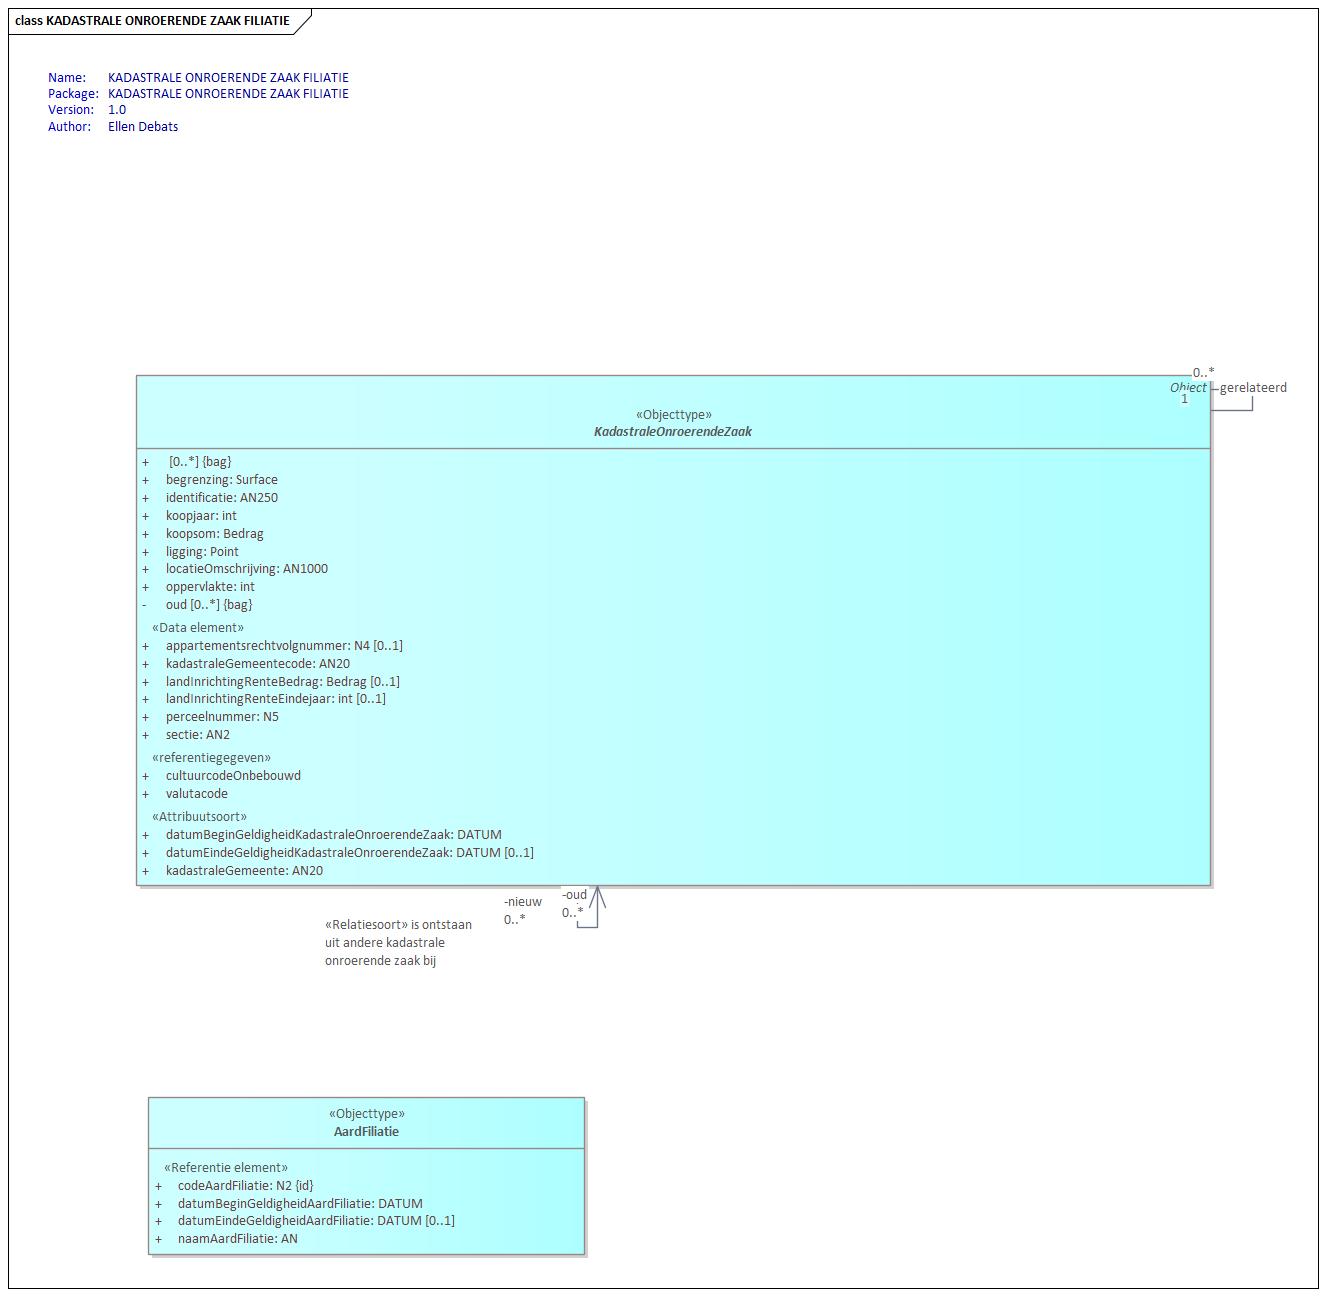 class KADASTRALE ONROERENDE ZAAK FILIATIE
Name: KADASTRALE ONROERENDE ZAAK FILIATIE
Package: KADASTRALE ONROERENDE ZAAK FILIATIE
Version: 1.0
Author: Ellen Debats
0..*
Object gerelateerd
1
«Objecttype»
KadastraleOnroerendeZaak
+ [0..*] {bag}
+ begrenzing: Surface
+ identificatie: AN250
+ koopjaar: int
+ koopsom: Bedrag
+ ligging: Point
+ locatieOmschrijving: AN1000
+ oppervlakte: int
- oud [0..*] {bag}
«Data element»
+ appartementsrechtvolgnummer: N4 [0..1]
+ kadastraleGemeentecode: AN20
+ landInrichtingRenteBedrag: Bedrag [0..1]
+ landInrichtingRenteEindejaar: int [0..1]
+ perceelnummer: N5
+ sectie: AN2
«referentiegegeven»
+ cultuurcodeOnbebouwd
+ valutacode
«Attribuutsoort»
+ datumBeginGeldigheidKadastraleOnroerendeZaak: DATUM
+ datumEindeGeldigheidKadastraleOnroerendeZaak: DATUM [0..1]
+ kadastraleGemeente: AN20
-nieuw -oud
0..* 0..*
«Relatiesoort» is ontstaan
uit andere kadastrale
onroerende zaak bij
«Objecttype»
AardFiliatie
«Referentie element»
+ codeAardFiliatie: N2 {id}
+ datumBeginGeldigheidAardFiliatie: DATUM
+ datumEindeGeldigheidAardFiliatie: DATUM [0..1]
+ naamAardFiliatie: AN